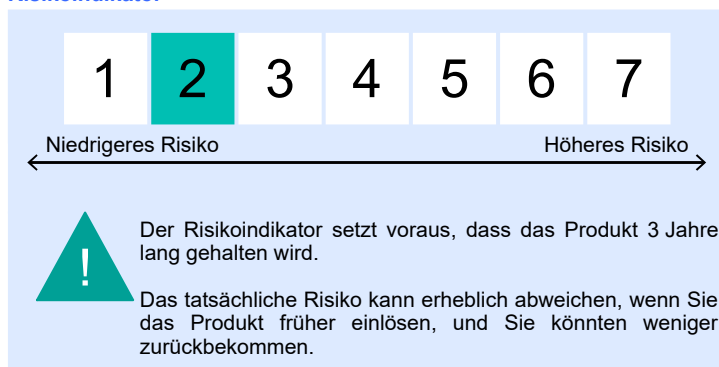 1 2 3 4 5 6 7
Niedrigeres Risiko Höheres Risiko
!
Der Risikoindikator setzt voraus, dass das Produkt 3 Jahre
lang gehalten wird.
Das tatsächliche Risiko kann erheblich abweichen, wenn Sie
das Produkt früher einlösen, und Sie könnten weniger
zurückbekommen.